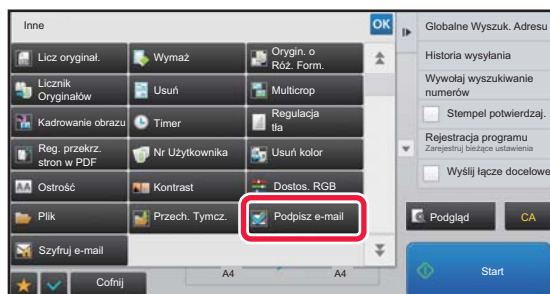 Inne
OK
Licz oryginał.
Wymaż
Orygin. o
Róż. Form.
Licznik
Oryginałów
Usuń
Multicrop
Kadrowanie obrazu
Timer
Regulacja
tła
Reg. przekrz.
stron w PDF
Nr Użytkownika
Usuń kolor
AA Ostrość
Kontrast
Dostos. RGB
Plik
Przech. Tymcz.
Podpisz e-mail
Szyfruj e-mail
Cofnij
A4
A4
Globalne Wyszuk. Adresu
Historia wysyłania
Wywołaj wyszukiwanie
numerów
Stempel potwierdzaj.
Rejestracja programu
Zarejestruj bieżące ustawienia
Wyślij łącze docelowe
Podgląd
CA
Start